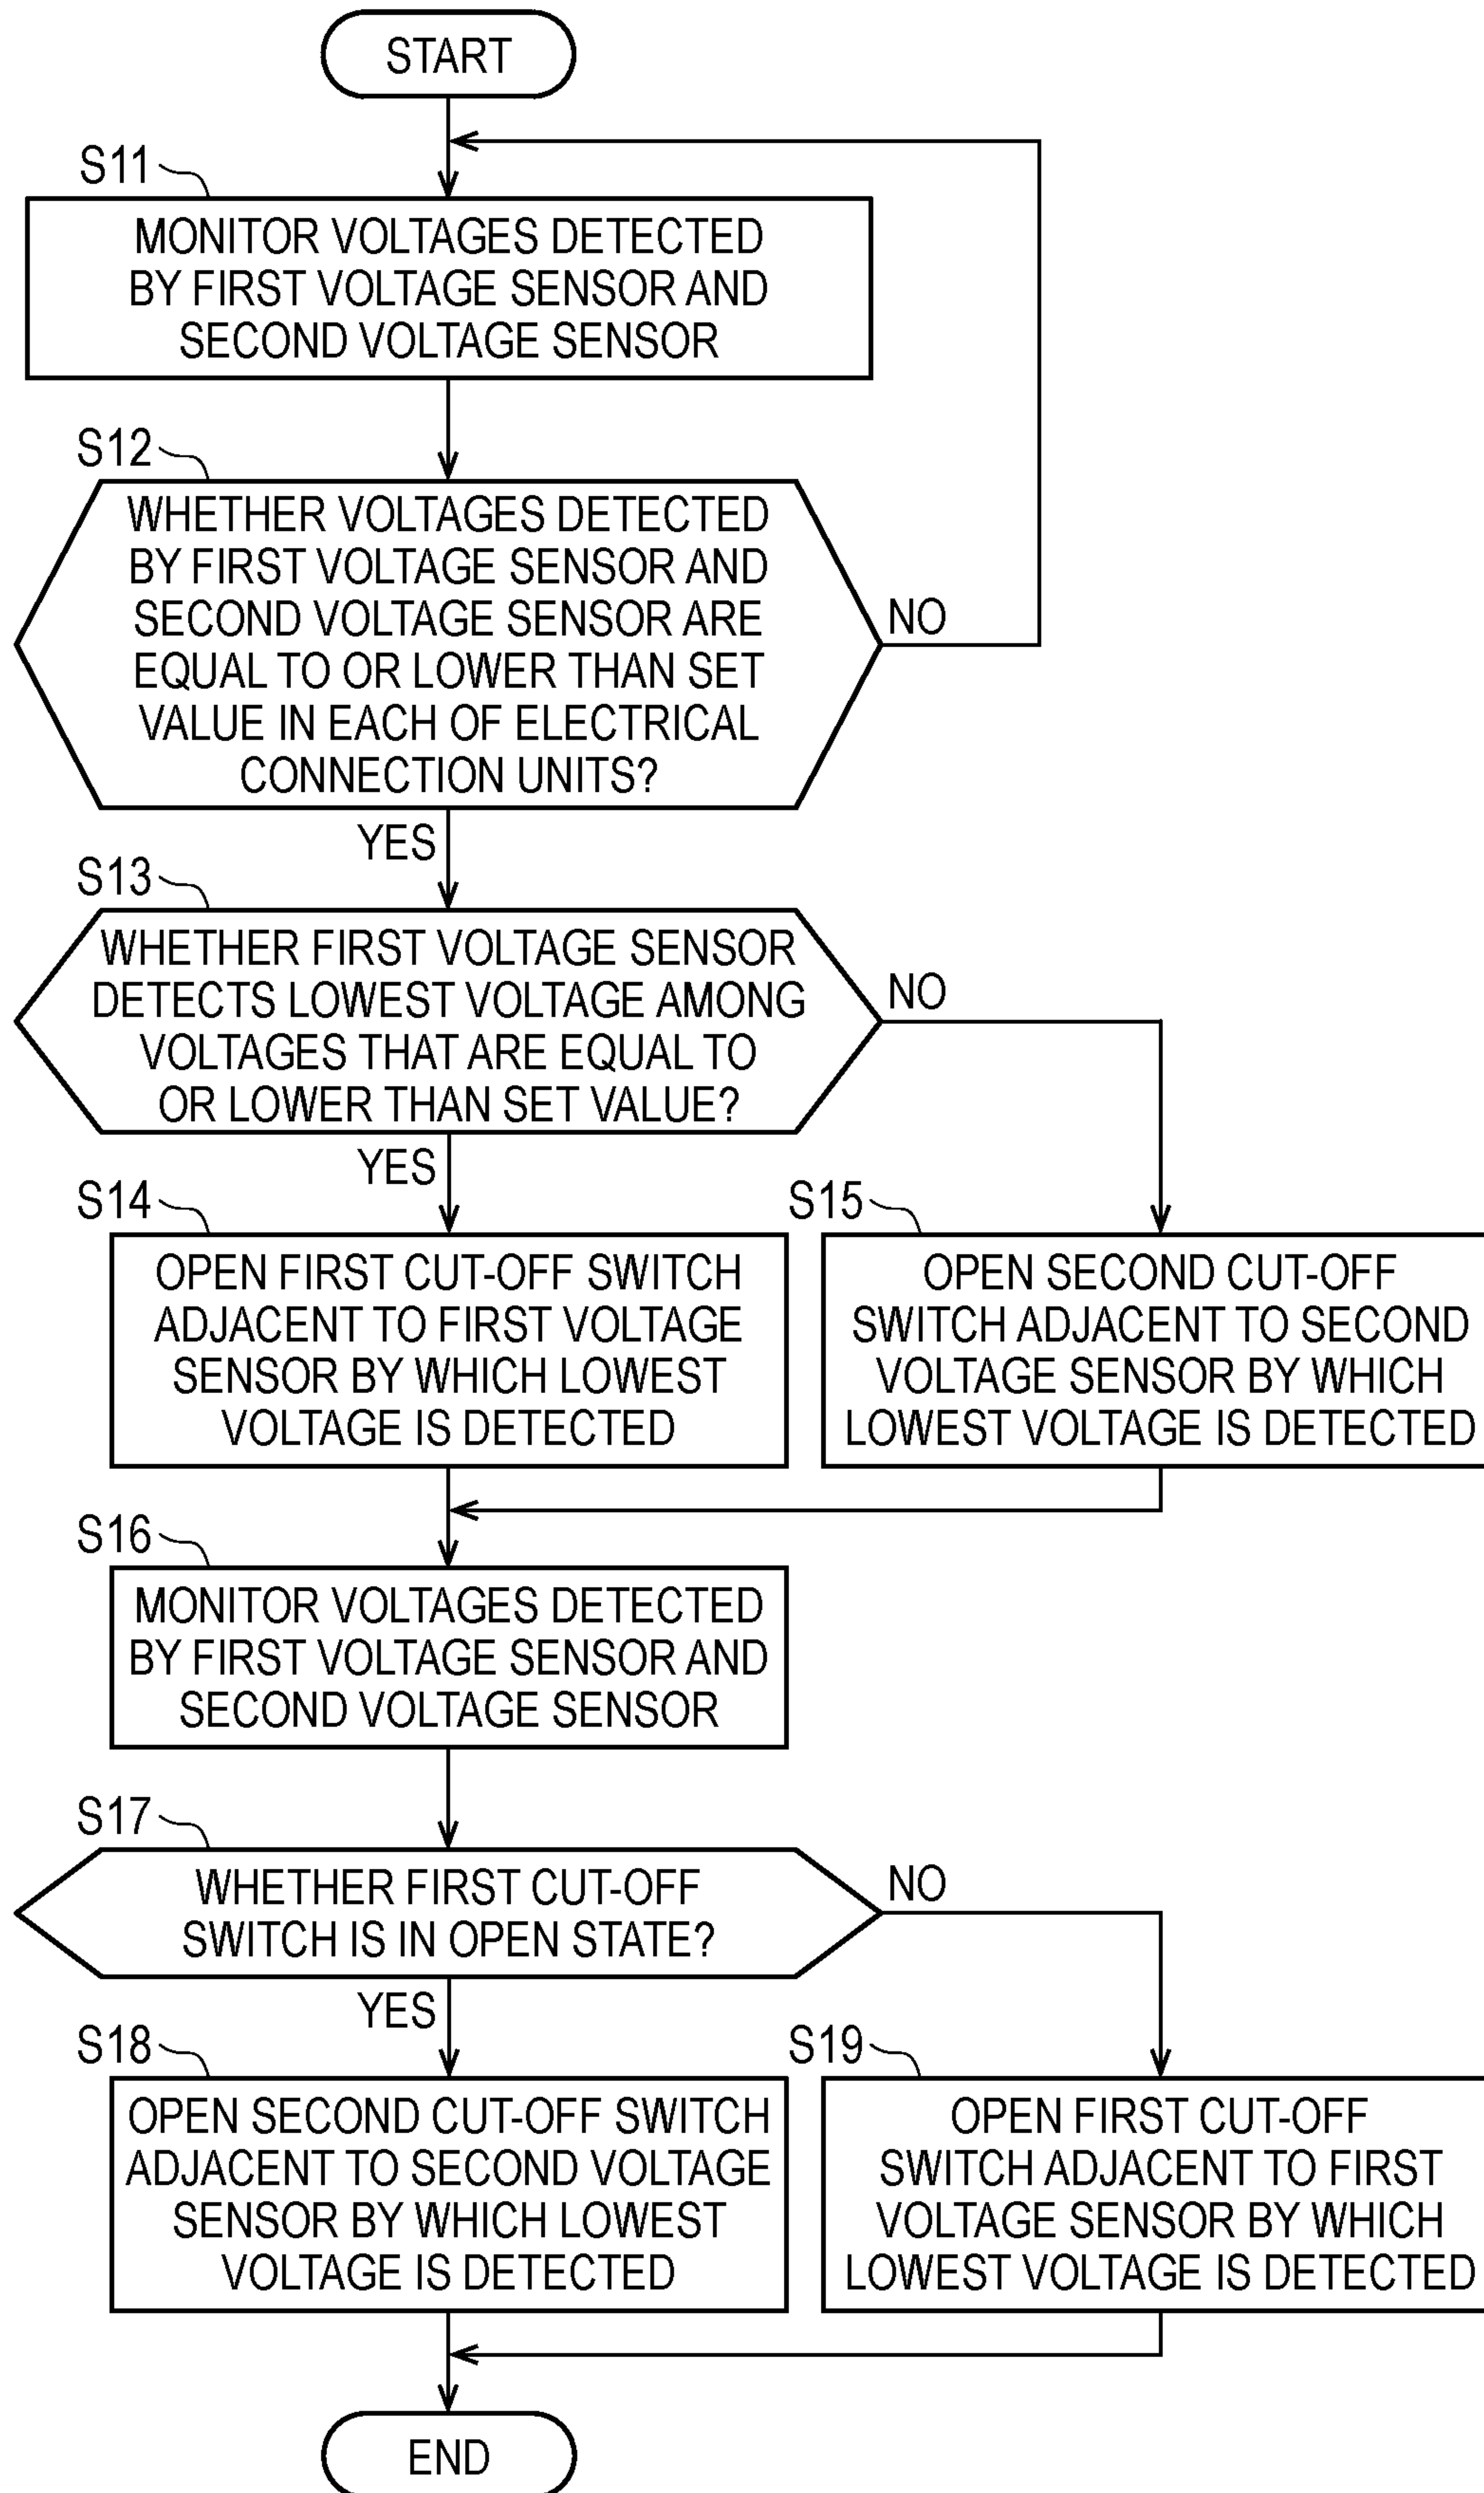 START
S11
MONITOR VOLTAGES DETECTED
BY FIRST VOLTAGE SENSOR AND
SECOND VOLTAGE SENSOR
S12
WHETHER VOLTAGES DETECTED
BY FIRST VOLTAGE SENSOR AND
SECOND VOLTAGE SENSOR ARE
EQUAL TO OR LOWER THAN SET
VALUE IN EACH OF ELECTRICAL
CONNECTION UNITS?
NO
YES
S13
WHETHER FIRST VOLTAGE SENSOR
DETECTS LOWEST VOLTAGE AMONG
VOLTAGES THAT ARE EQUAL TO
OR LOWER THAN SET VALUE?
NO
YES
S14
OPEN FIRST CUT-OFF SWITCH
ADJACENT TO FIRST VOLTAGE
SENSOR BY WHICH LOWEST
VOLTAGE IS DETECTED
S15
OPEN SECOND CUT-OFF
SWITCH ADJACENT TO SECOND
VOLTAGE SENSOR BY WHICH
LOWEST VOLTAGE IS DETECTED
S16
MONITOR VOLTAGES DETECTED
BY FIRST VOLTAGE SENSOR AND
SECOND VOLTAGE SENSOR
S17
WHETHER FIRST CUT-OFF
SWITCH IS IN OPEN STATE?
NO
YES
S18
OPEN SECOND CUT-OFF SWITCH
ADJACENT TO SECOND VOLTAGE
SENSOR BY WHICH LOWEST
VOLTAGE IS DETECTED
S19
OPEN FIRST CUT-OFF
SWITCH ADJACENT TO FIRST
VOLTAGE SENSOR BY WHICH
LOWEST VOLTAGE IS DETECTED
END